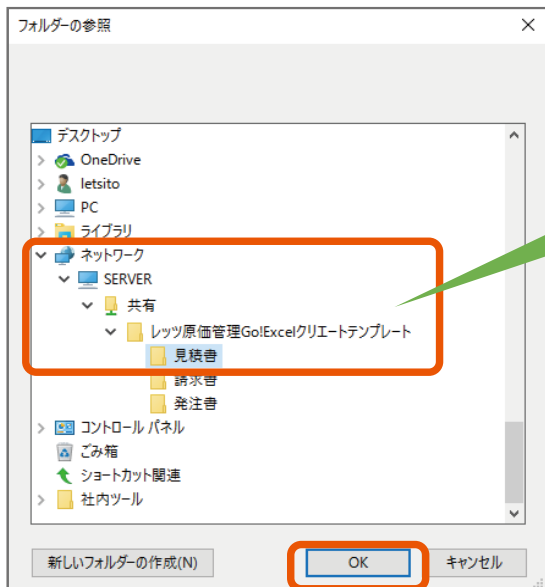 フォルダーの参照
デスクトップ
OneDrive
letsito
PC
ライブラリ
ネットワーク
SERVER
共有
レッツ原価管理Go!Excelクリエートテンプレート
見積書
請求書
発注書
コントロール パネル
ごみ箱
ショートカット関連
社内ツール
新しいフォルダーの作成(N) OK キャンセル